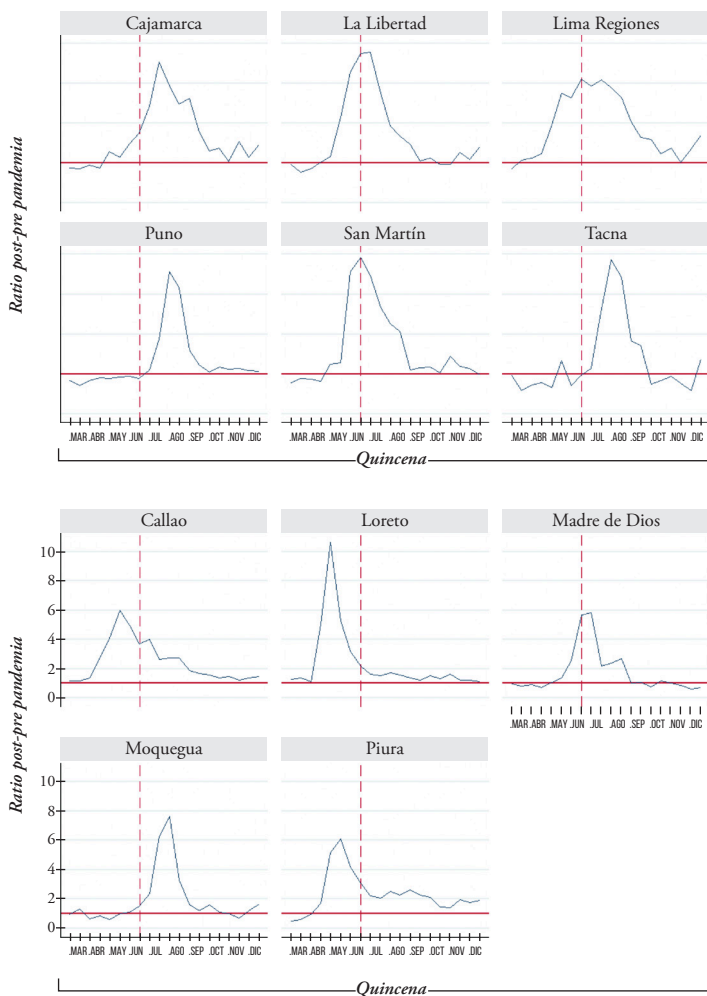 Cajamarca
La Libertad
Lima Regiones
Ratio post-pre pandemia
Puno
San Martín
Tacna
.MAR .ABR .MAY .JUN .JUL .AGO .SEP .OCT .NOV .DIC
.MAR .ABR .MAY .JUN .JUL .AGO .SEP .OCT .NOV .DIC
.MAR .ABR .MAY .JUN .JUL .AGO .SEP .OCT .NOV .DIC
Quincena
Callao
Loreto
Madre de Dios
Ratio post-pre pandemia
10
8
6
4
2
0
.MAR .ABR .MAY .JUN .JUL .AGO .SEP .OCT .NOV .DIC
Moquegua
Piura
10
8
6
4
2
0
.MAR .ABR .MAY .JUN .JUL .AGO .SEP .OCT .NOV .DIC
.MAR .ABR .MAY .JUN .JUL .AGO .SEP .OCT .NOV .DIC
Quincena